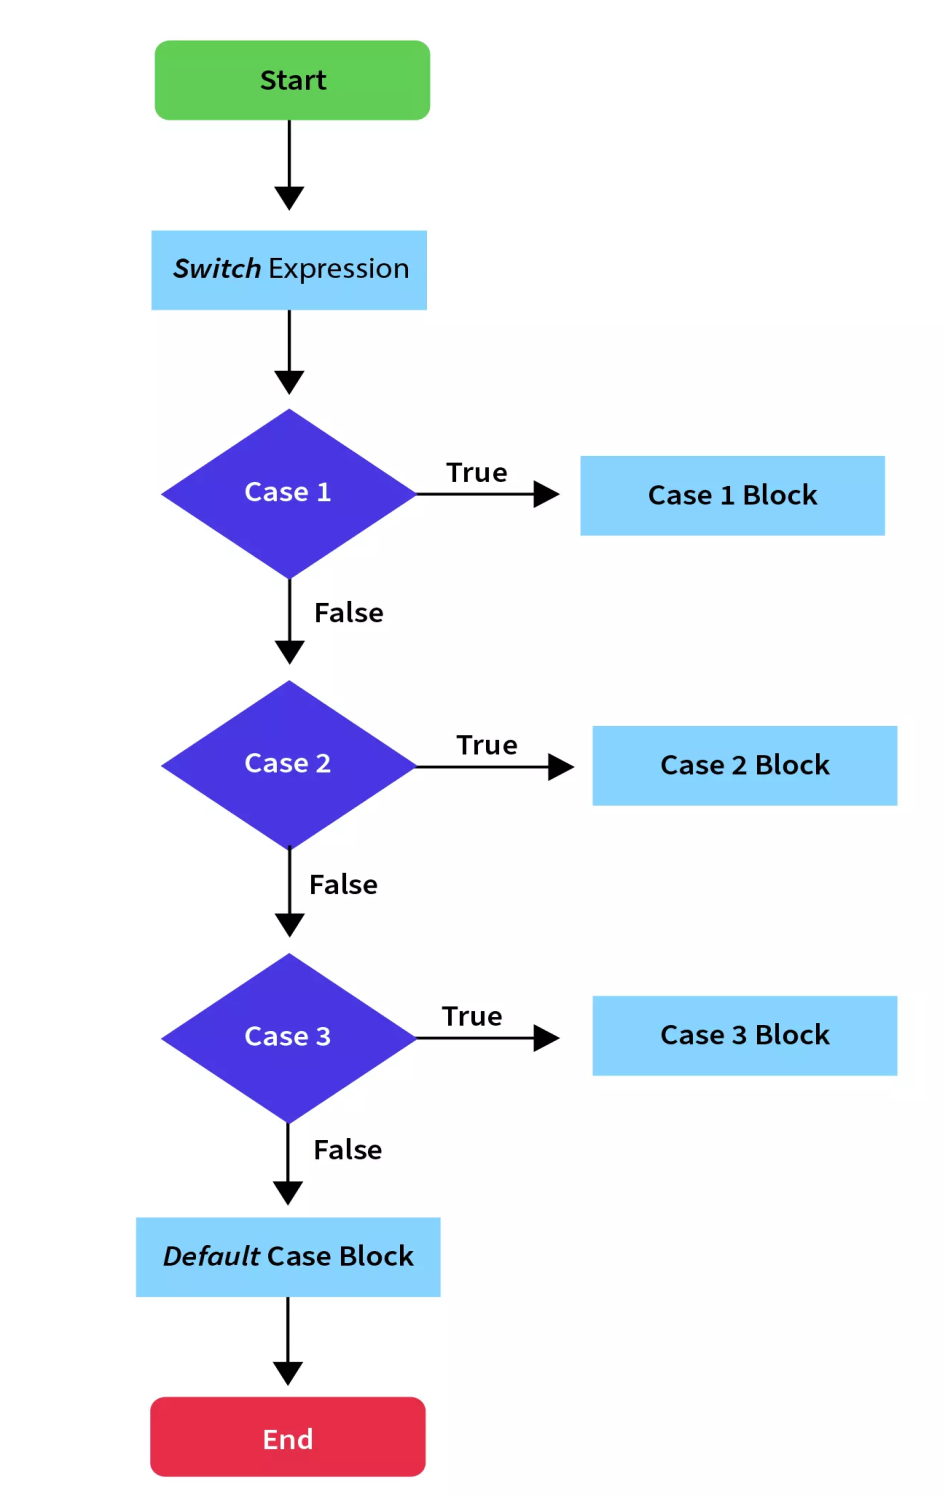 Start
Switch Expression
Case 1
True
Case 1 Block
False
Case 2
True
Case 2 Block
False
Case 3
True
Case 3 Block
False
Default Case Block
End